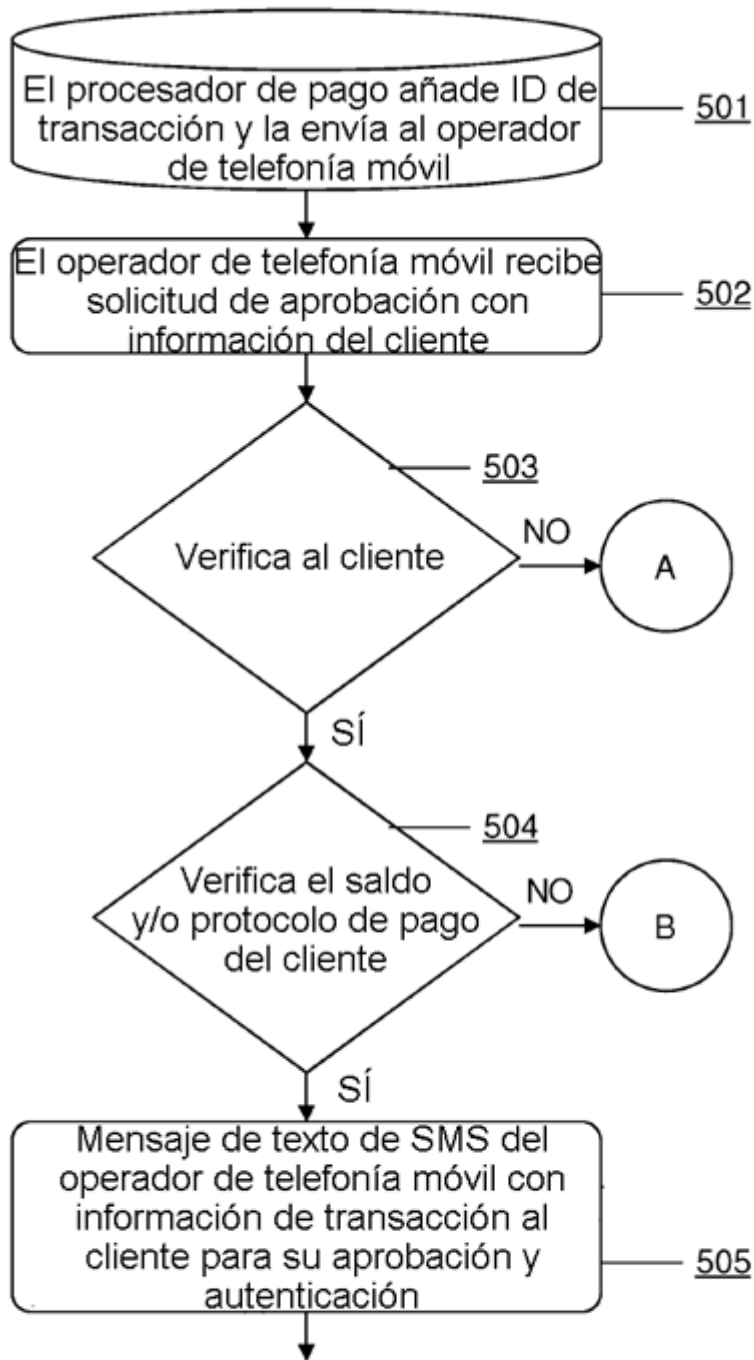 El procesador de pago añade ID de
transacción y la envía al operador
de telefonía móvil
501
El operador de telefonía móvil recibe
solicitud de aprobación con
información del cliente
502
503
Verifica al cliente
NO
A
SÍ
504
Verifica el saldo
y/o protocolo de pago
del cliente
NO
B
SÍ
Mensaje de texto de SMS del
operador de telefonía móvil con
información de transacción al
cliente para su aprobación y
autenticación
505